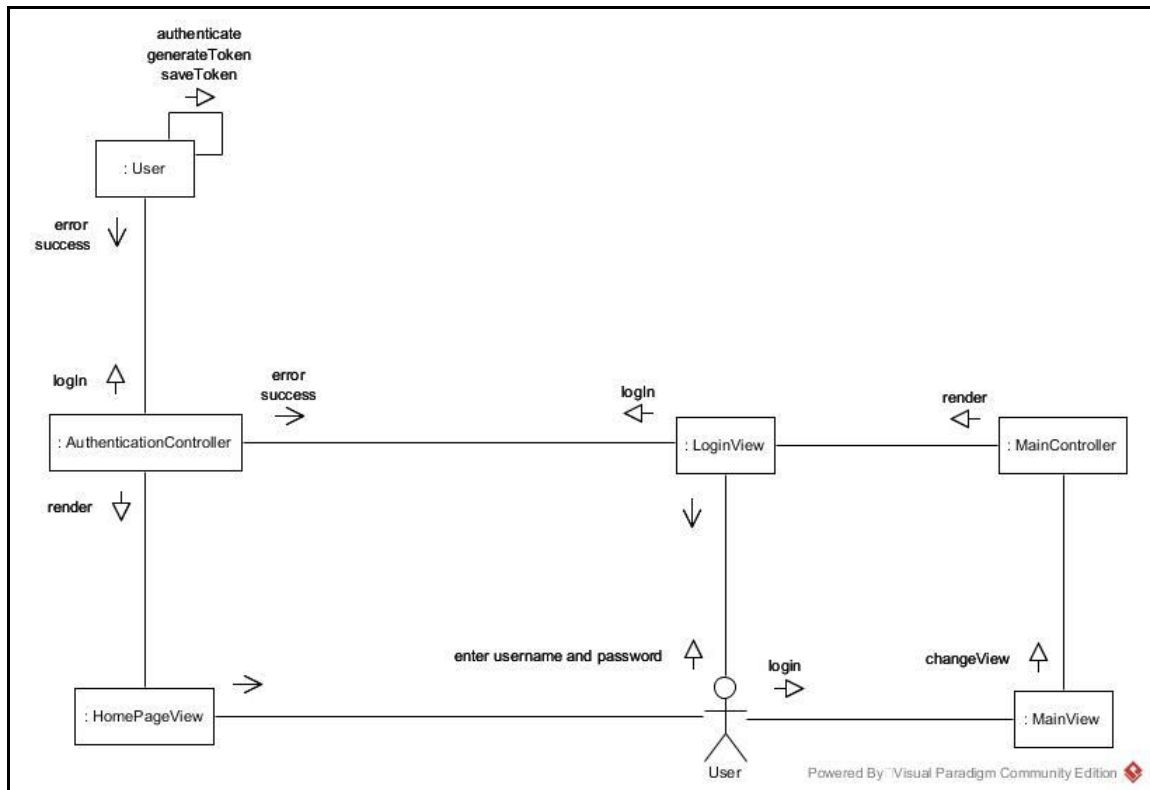 authenticate
generateToken
saveToken
: User
error
success
logIn
error
success
logIn
render
: AuthenticationController
: LoginView
: MainController
render
enter username and password
login
changeView
: HomePageView
: MainView
User
Powered By Visual Paradigm Community Edition